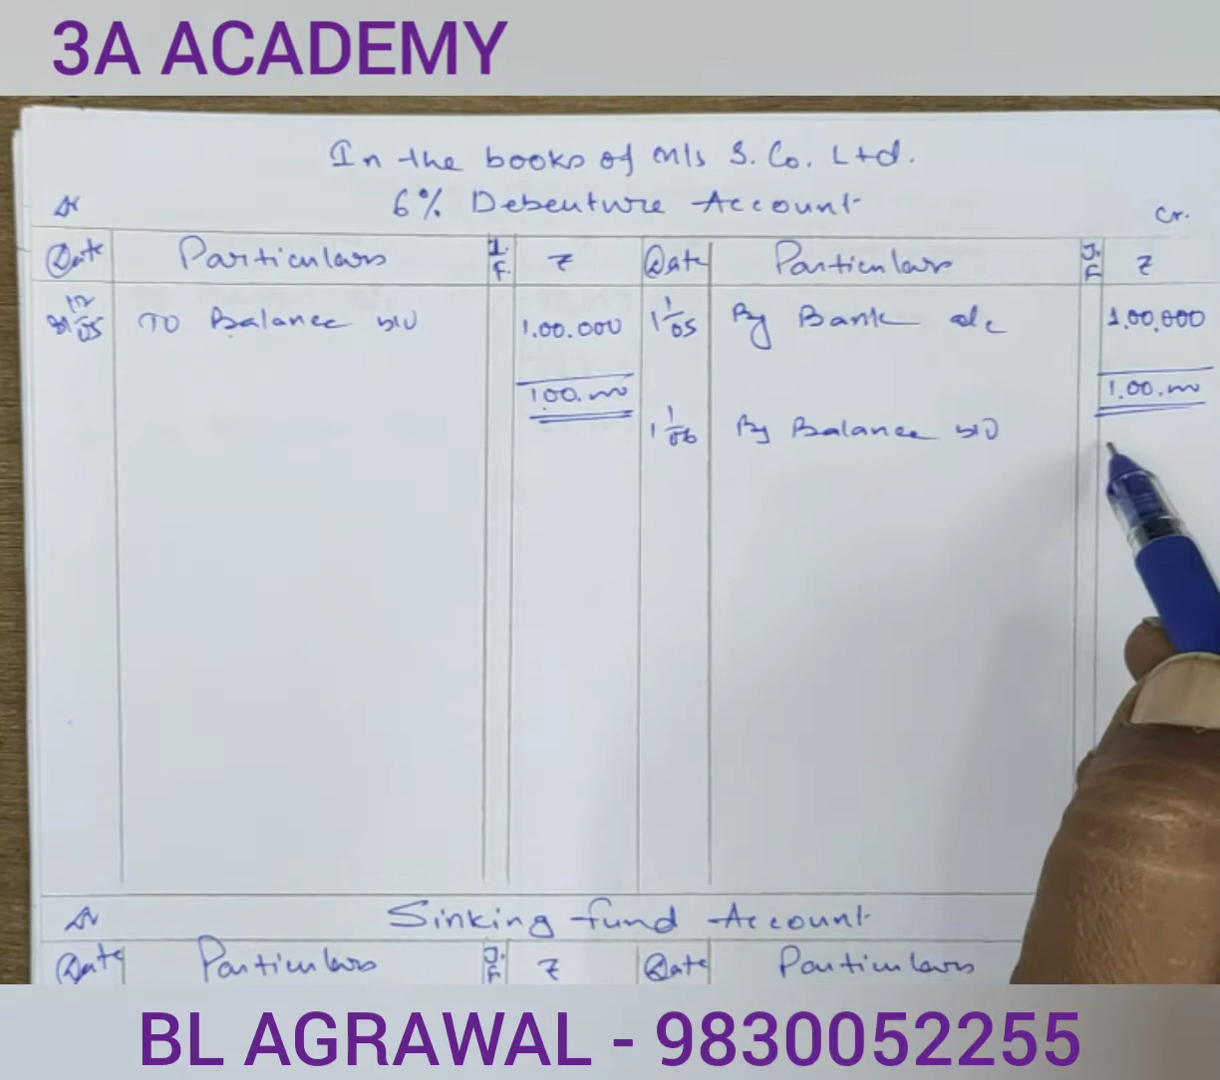 3A ACADEMY
In the books of M/s S. Co. Ltd.
6% Debenture Account
Dr Cr.
Date Particulars J.F. ₹ Date Particulars J.F. ₹
31/12/05 TO Balance b/d 1,00,000 1/1/05 By Bank a/c 1,00,000
1,00,000 1,00,000
1/1/06 By Balance b/d
Dr Sinking fund Account
Date Particulars J.F. ₹ Date Particulars
BL AGRAWAL - 9830052255